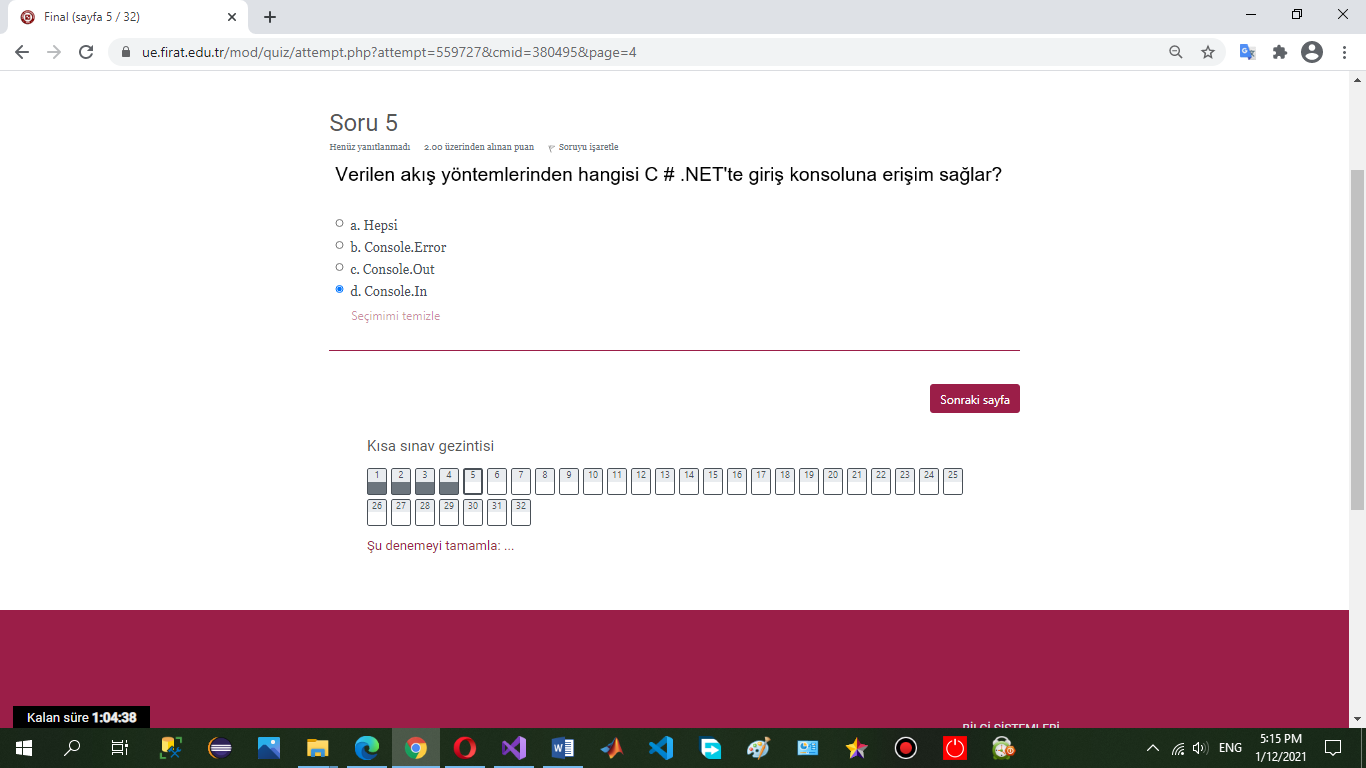 Final (sayfa 5 / 32)
ue.firat.edu.tr/mod/quiz/attempt.php?attempt=559727&cmid=380495&page=4
Soru 5
Henüz yanıtlanmadı 2.00 üzerinden alınan puan Soruyu işaretle
Verilen akış yöntemlerinden hangisi C # .NET'te giriş konsoluna erişim sağlar?
a. Hepsi
b. Console.Error
c. Console.Out
d. Console.In
Seçimimi temizle
Sonraki sayfa
Kısa sınav gezintisi
1 2 3 4 5 6 7 8 9 10 11 12 13 14 15 16 17 18 19 20 21 22 23 24 25
26 27 28 29 30 31 32
Şu denemeyi tamamla: ...
BİLGİ SİSTEMLERİ
Kalan süre 1:04:38
ENG
5:15 PM
1/12/2021